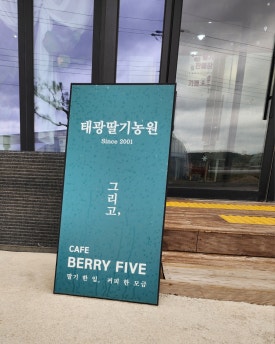 태광딸기농원
Since 2001
그
리
고,
CAFE
BERRY FIVE
딸기 한 입, 커피 한 모금